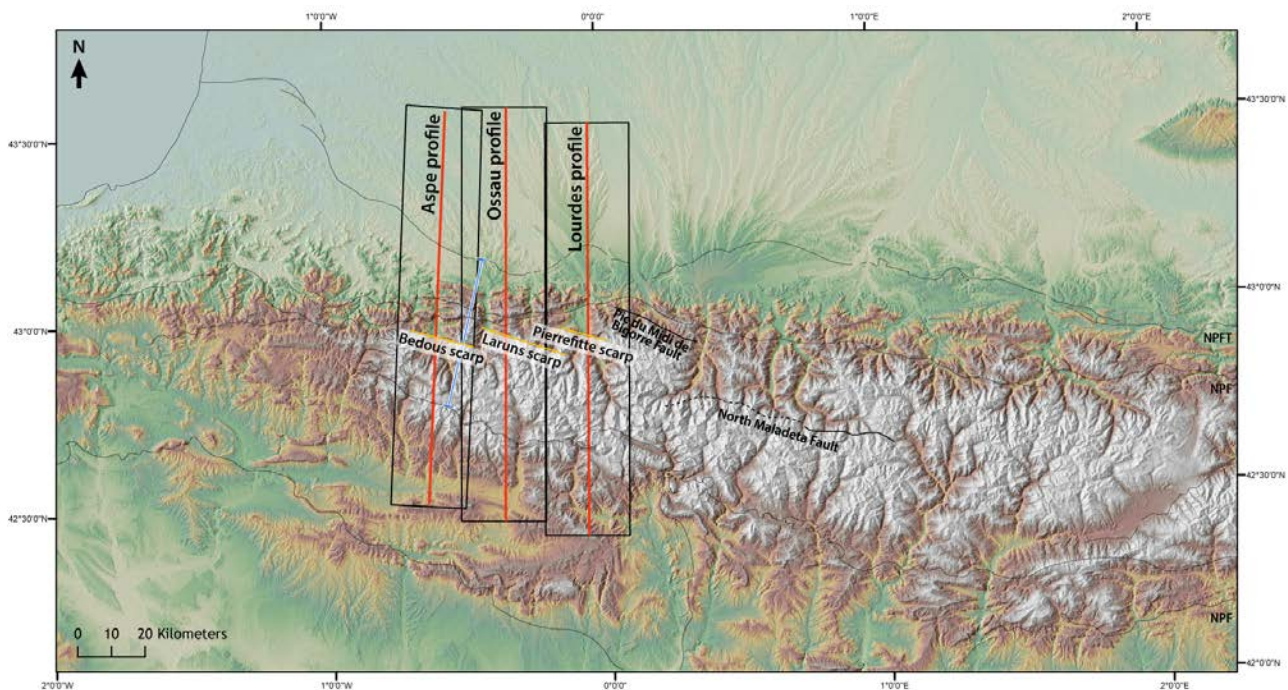 1°0'0"W 0°0'0" 1°0'0"E 2°0'0"E
N
43°30'0"N
43°30'0"N
Aspe profile
Ossau profile
Lourdes profile
43°0'0"N
43°0'0"N
Bedous scarp
Laruns scarp
Pierrefitte scarp
Pic du Midi de
Bigorre Fault
NPFT
NPF
North Maladeta Fault
42°30'0"N
42°30'0"N
NPF
0 10 20 Kilometers
42°0'0"N
2°0'0"W 1°0'0"W 0°0'0" 1°0'0"E 2°0'0"E